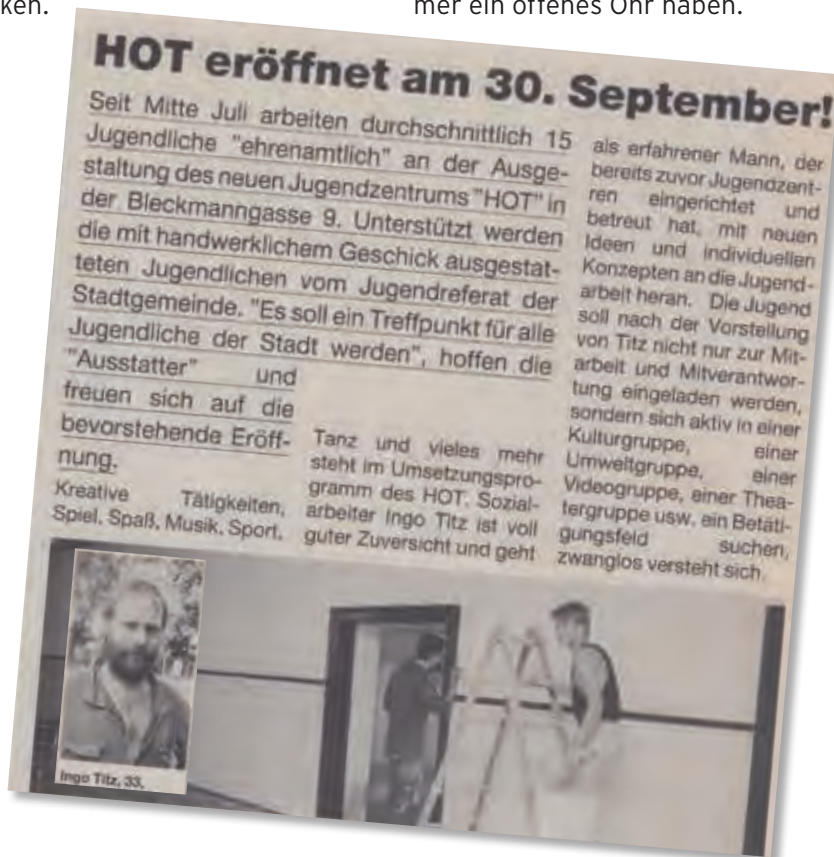 ken.
mer ein offenes Ohr haben.
HOT eröffnet am 30. September!
Seit Mitte Juli arbeiten durchschnittlich 15
Jugendliche "ehrenamtlich" an der Ausge-
staltung des neuen Jugendzentrums "HOT" in
der Bleckmanngasse 9. Unterstützt werden
die mit handwerklichem Geschick ausgestat-
teten Jugendlichen vom Jugendreferat der
Stadtgemeinde. "Es soll ein Treffpunkt für alle
Jugendliche der Stadt werden", hoffen die
"Ausstatter" und
freuen sich auf die
bevorstehende Eröff-
nung.
Kreative Tätigkeiten,
Spiel, Spaß, Musik, Sport,
Tanz und vieles mehr
steht im Umsetzungspro-
gramm des HOT. Sozial-
arbeiter Ingo Titz ist voll
guter Zuversicht und geht
als erfahrener Mann, der
bereits zuvor Jugendzent-
ren eingerichtet und
betreut hat, mit neuen
Ideen und individuellen
Konzepten an die Jugend-
arbeit heran. Die Jugend
soll nach der Vorstellung
von Titz nicht nur zur Mit-
arbeit und Mitverantwor-
tung eingeladen werden,
sondern sich aktiv in einer
Kulturgruppe, einer
Umweltgruppe, einer
Videogruppe, einer Thea-
tergruppe usw. ein Betäti-
gungsfeld suchen,
zwanglos versteht sich.
Ingo Titz, 33,